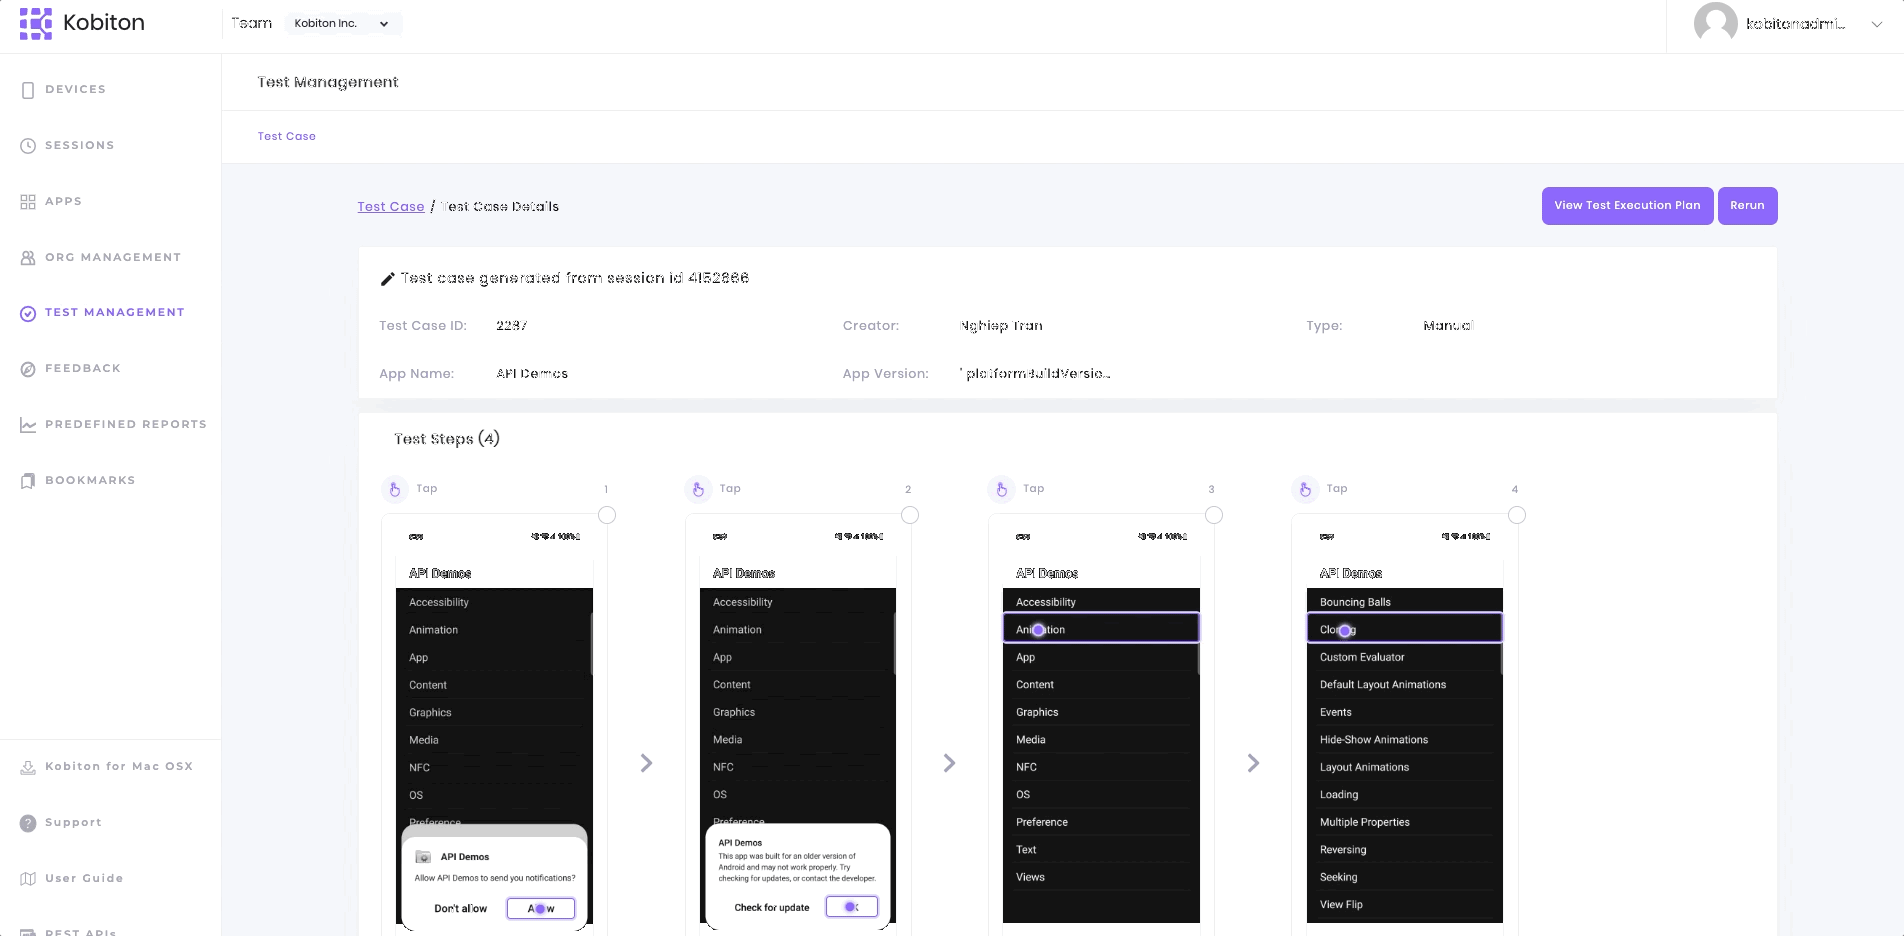 Kobiton
Team
Kobiton Inc.
kobitonadmi...
DEVICES
SESSIONS
APPS
ORG MANAGEMENT
TEST MANAGEMENT
FEEDBACK
PREDEFINED REPORTS
BOOKMARKS
Kobiton for Mac OSX
Support
User Guide
REST APIs
Test Management
Test Case
Test Case / Test Case Details
View Test Execution Plan
Rerun
Test case generated from session id 4152866
Test Case ID: 2287
Creator: Nghiep Tran
Type: Manual
App Name: API Demos
App Version: ' platformBuildVersio...
Test Steps (4)
Tap 1
API Demos
Accessibility
Animation
App
Content
Graphics
Media
NFC
OS
Preference
API Demos
Allow API Demos to send you notifications?
Don't allow
Tap 2
API Demos
Accessibility
Animation
App
Content
Graphics
Media
NFC
OS
Preference
API Demos
This app was built for an older version of
Android and may not work properly. Try
checking for updates, or contact the developer.
Check for update
Tap 3
API Demos
Accessibility
Animation
App
Content
Graphics
Media
NFC
OS
Preference
Text
Views
Tap 4
API Demos
Bouncing Balls
Cloning
Custom Evaluator
Default Layout Animations
Events
Hide-Show Animations
Layout Animations
Loading
Multiple Properties
Reversing
Seeking
View Flip